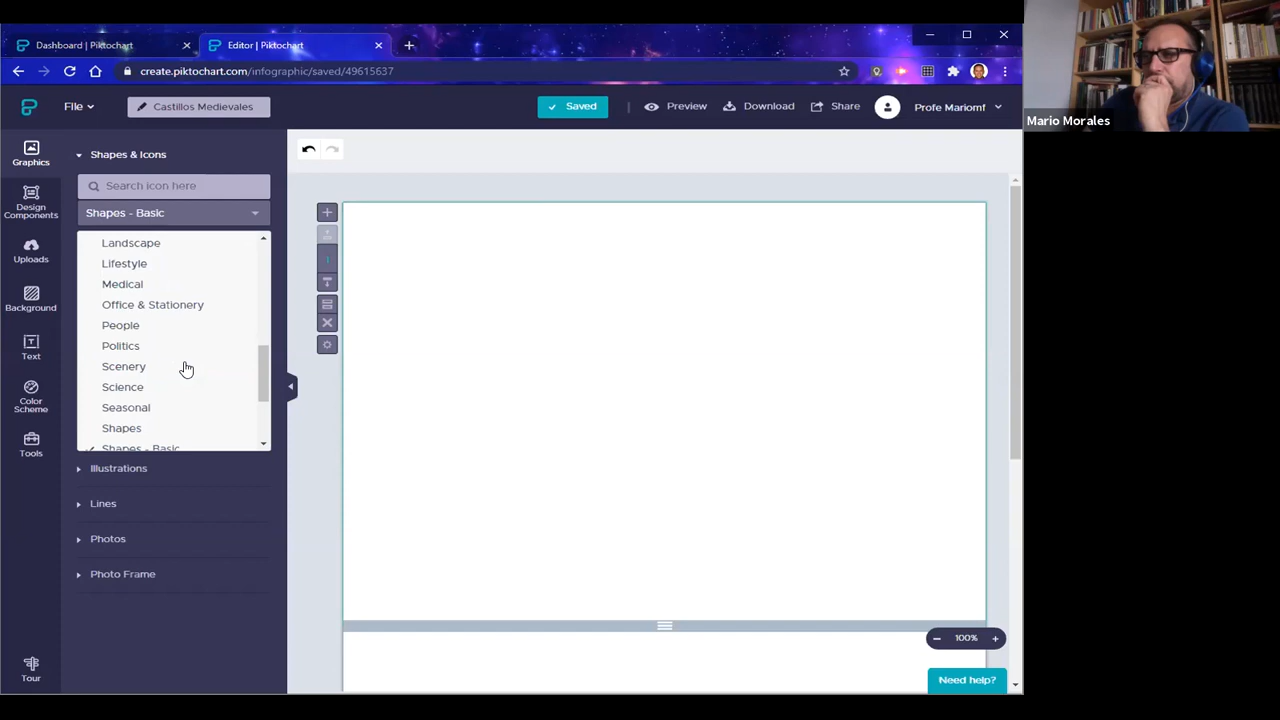 Dashboard | Piktochart
Editor | Piktochart
create.piktochart.com/infographic/saved/49615637
File
Castillos Medievales
Saved
Preview
Download
Share
Profe Mariomf
Mario Morales
Graphics
Design
Components
Uploads
Background
Text
Color
Scheme
Tools
Tour
Shapes & Icons
Search icon here
Shapes - Basic
Landscape
Lifestyle
Medical
Office & Stationery
People
Politics
Scenery
Science
Seasonal
Shapes
Shapes - Basic
Illustrations
Lines
Photos
Photo Frame
1
100%
Need help?